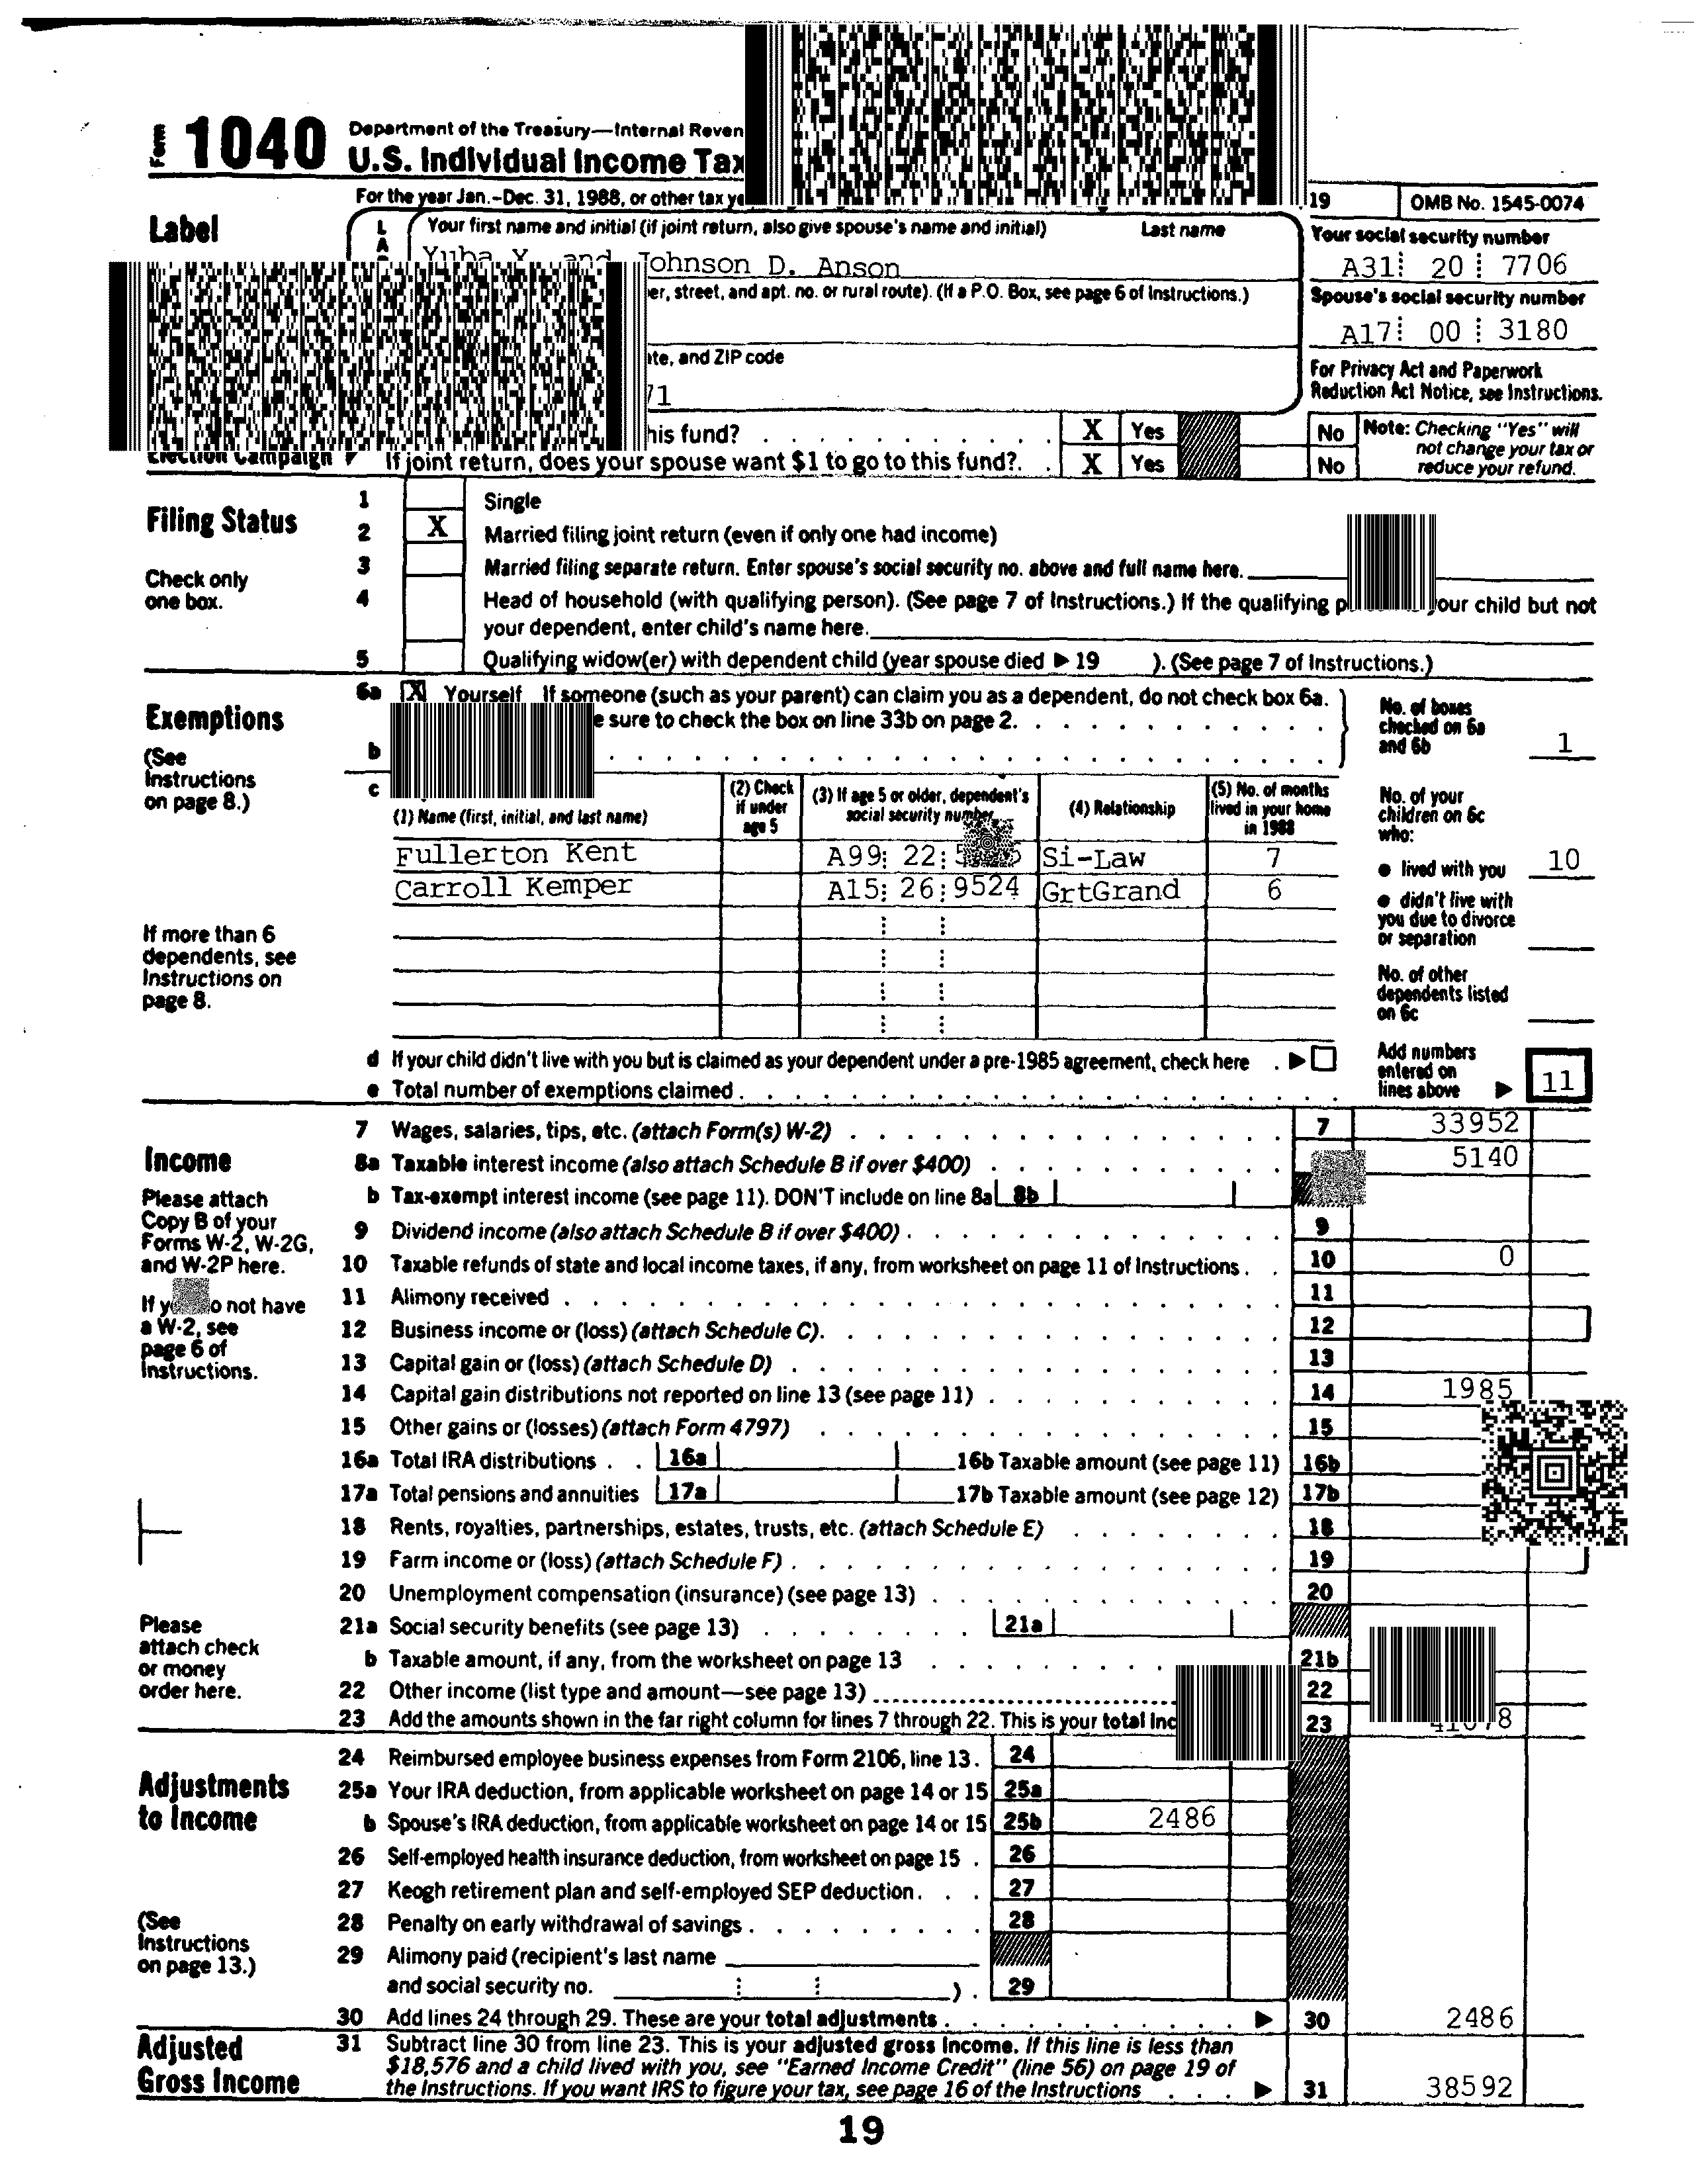 Form 1040 Department of the Treasury—Internal
U.S. Individual Income Tax
For the year Jan.-Dec. 31, 1988, or other tax 19 OMB No. 1545-0074
Label
L
A
Your first name and initial (if joint return, also give spouse's name and initial) Last name
Your social security number
Johnson D. Anson
A31 20 7706
street, and apt. no. or rural route). (If a P.O. Box, see page 6 of Instructions.)
Spouse's social security number
A17 00 3180
and ZIP code
For Privacy Act and Paperwork
Reduction Act Notice, see Instructions.
fund? X Yes No
If joint return, does your spouse want $1 to go to this fund? X Yes No
Note: Checking "Yes" will
not change your tax or
reduce your refund.
Filing Status
Check only
one box.
1 Single
2 X Married filing joint return (even if only one had income)
3 Married filing separate return. Enter spouse's social security no. above and full name here.
4 Head of household (with qualifying person). (See page 7 of Instructions.) If the qualifying your child but not
your dependent, enter child's name here.
5 Qualifying widow(er) with dependent child (year spouse died ▶ 19 ). (See page 7 of Instructions.)
Exemptions
(See
Instructions
on page 8.)
6a X Yourself If someone (such as your parent) can claim you as a dependent, do not check box 6a.
sure to check the box on line 33b on page 2.
b
No. of boxes
checked on 6a
and 6b 1
c
(1) Name (first, initial, and last name) (2) Check if under age 5 (3) If age 5 or older, dependent's social security number (4) Relationship (5) No. of months lived in your home in 1988
Fullerton Kent A99 22 Si-Law 7
Carroll Kemper A15 26 9524 GrtGrand 6
If more than 6
dependents, see
Instructions on
page 8.
No. of your
children on 6c
who:
● lived with you 10
● didn't live with
you due to divorce
or separation
No. of other
dependents listed
on 6c
d If your child didn't live with you but is claimed as your dependent under a pre-1985 agreement, check here . ▶
e Total number of exemptions claimed
Add numbers
entered on
lines above ▶ 11
Income
Please attach
Copy B of your
Forms W-2, W-2G,
and W-2P here.
If not have
a W-2, see
page 6 of
Instructions.
7 Wages, salaries, tips, etc. (attach Form(s) W-2) 7 33952
8a Taxable interest income (also attach Schedule B if over $400) 5140
b Tax-exempt interest income (see page 11). DON'T include on line 8a 8b
9 Dividend income (also attach Schedule B if over $400) 9
10 Taxable refunds of state and local income taxes, if any, from worksheet on page 11 of Instructions 10 0
11 Alimony received 11
12 Business income or (loss) (attach Schedule C) 12
13 Capital gain or (loss) (attach Schedule D) 13
14 Capital gain distributions not reported on line 13 (see page 11) 14 1985
15 Other gains or (losses) (attach Form 4797) 15
16a Total IRA distributions 16a 16b Taxable amount (see page 11) 16b
17a Total pensions and annuities 17a 17b Taxable amount (see page 12) 17b
18 Rents, royalties, partnerships, estates, trusts, etc. (attach Schedule E) 18
19 Farm income or (loss) (attach Schedule F) 19
20 Unemployment compensation (insurance) (see page 13) 20
Please
attach check
or money
order here.
21a Social security benefits (see page 13) 21a
b Taxable amount, if any, from the worksheet on page 13 21b
22 Other income (list type and amount—see page 13) 22
23 Add the amounts shown in the far right column for lines 7 through 22. This is your total 23
Adjustments
to Income
(See
Instructions
on page 13.)
24 Reimbursed employee business expenses from Form 2106, line 13 24
25a Your IRA deduction, from applicable worksheet on page 14 or 15 25a
b Spouse's IRA deduction, from applicable worksheet on page 14 or 15 25b 2486
26 Self-employed health insurance deduction, from worksheet on page 15 26
27 Keogh retirement plan and self-employed SEP deduction 27
28 Penalty on early withdrawal of savings 28
29 Alimony paid (recipient's last name
and social security no. ) 29
30 Add lines 24 through 29. These are your total adjustments ▶ 30 2486
Adjusted
Gross Income
31 Subtract line 30 from line 23. This is your adjusted gross income. If this line is less than
$18,576 and a child lived with you, see "Earned Income Credit" (line 56) on page 19 of
the Instructions. If you want IRS to figure your tax, see page 16 of the Instructions ▶ 31 38592
19